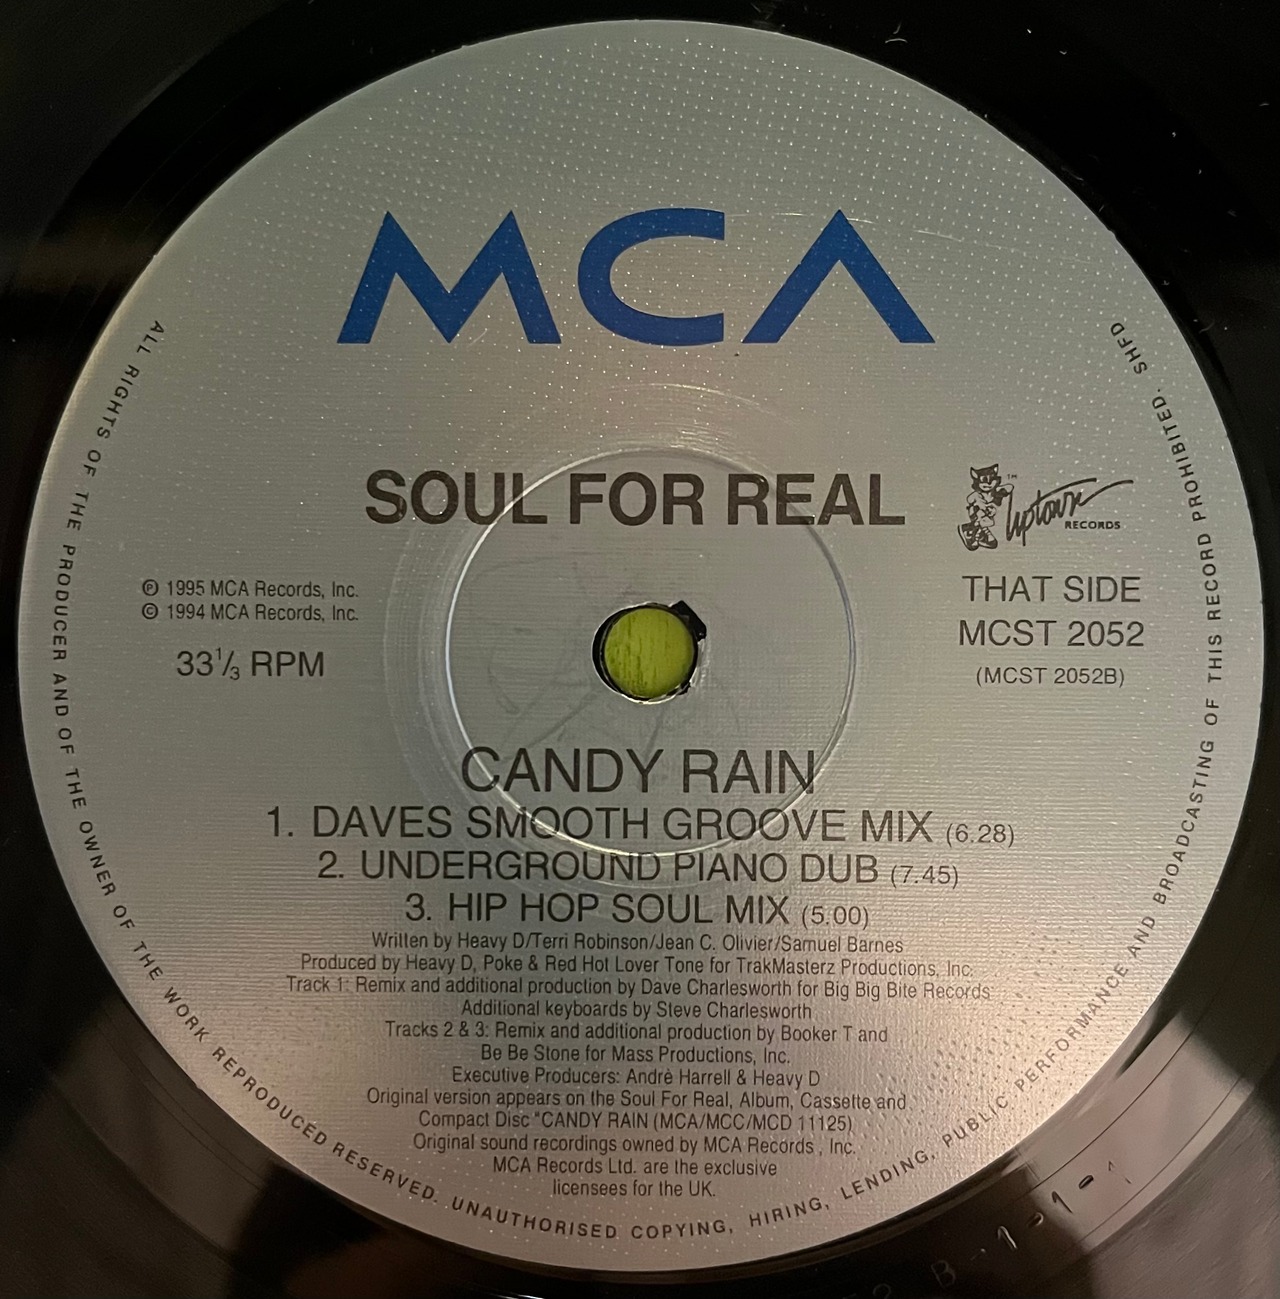 MCA
SOUL FOR REAL
™
Uptown
RECORDS
℗ 1995 MCA Records, Inc.
© 1994 MCA Records, Inc.
33⅓ RPM
THAT SIDE
MCST 2052
(MCST 2052B)
CANDY RAIN
1. DAVES SMOOTH GROOVE MIX (6.28)
2. UNDERGROUND PIANO DUB (7.45)
3. HIP HOP SOUL MIX (5.00)
Written by Heavy D/Terri Robinson/Jean C. Olivier/Samuel Barnes
Produced by Heavy D, Poke & Red Hot Lover Tone for TrakMasterz Productions, Inc.
Track 1: Remix and additional production by Dave Charlesworth for Big Big Bite Records
Additional keyboards by Steve Charlesworth
Tracks 2 & 3: Remix and additional production by Booker T and
Be Be Stone for Mass Productions, Inc.
Executive Producers: Andrè Harrell & Heavy D
Original version appears on the Soul For Real, Album, Cassette and
Compact Disc "CANDY RAIN (MCA/MCC/MCD 11125)
Original sound recordings owned by MCA Records , Inc.
MCA Records Ltd. are the exclusive
licensees for the UK.
ALL RIGHTS OF THE PRODUCER AND OF THE OWNER OF THE WORK REPRODUCED RESERVED. UNAUTHORISED COPYING, HIRING, LENDING, PUBLIC PERFORMANCE AND BROADCASTING OF THIS RECORD PROHIBITED. SHFD
2 B-1-1-1